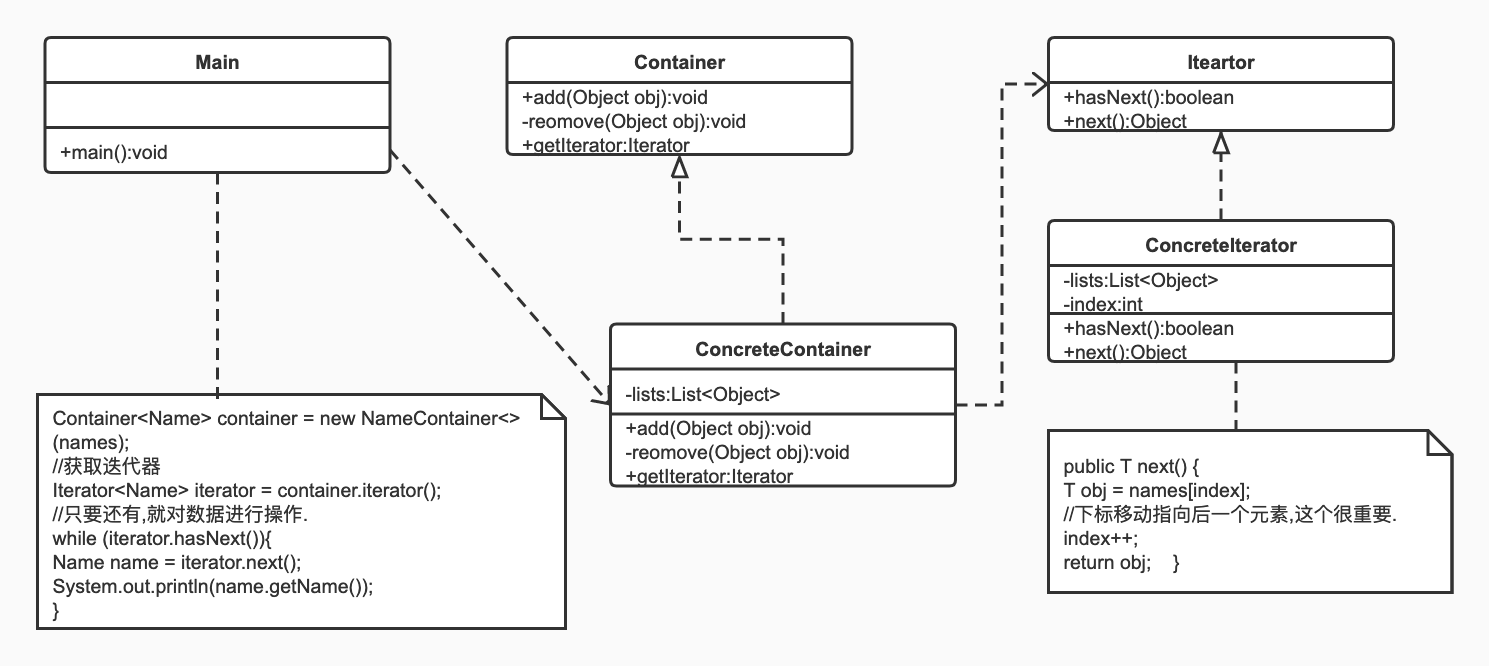 Main
+main():void
Container
+add(Object obj):void
-reomove(Object obj):void
+getIterator:Iterator
Iteartor
+hasNext():boolean
+next():Object
ConcreteIterator
-lists:List<Object>
-index:int
+hasNext():boolean
+next():Object
ConcreteContainer
-lists:List<Object>
+add(Object obj):void
-reomove(Object obj):void
+getIterator:Iterator
Container<Name> container = new NameContainer<>
(names);
//获取迭代器
Iterator<Name> iterator = container.iterator();
//只要还有,就对数据进行操作.
while (iterator.hasNext()){
Name name = iterator.next();
System.out.println(name.getName());
}
public T next() {
T obj = names[index];
//下标移动指向后一个元素,这个很重要.
index++;
return obj;    }